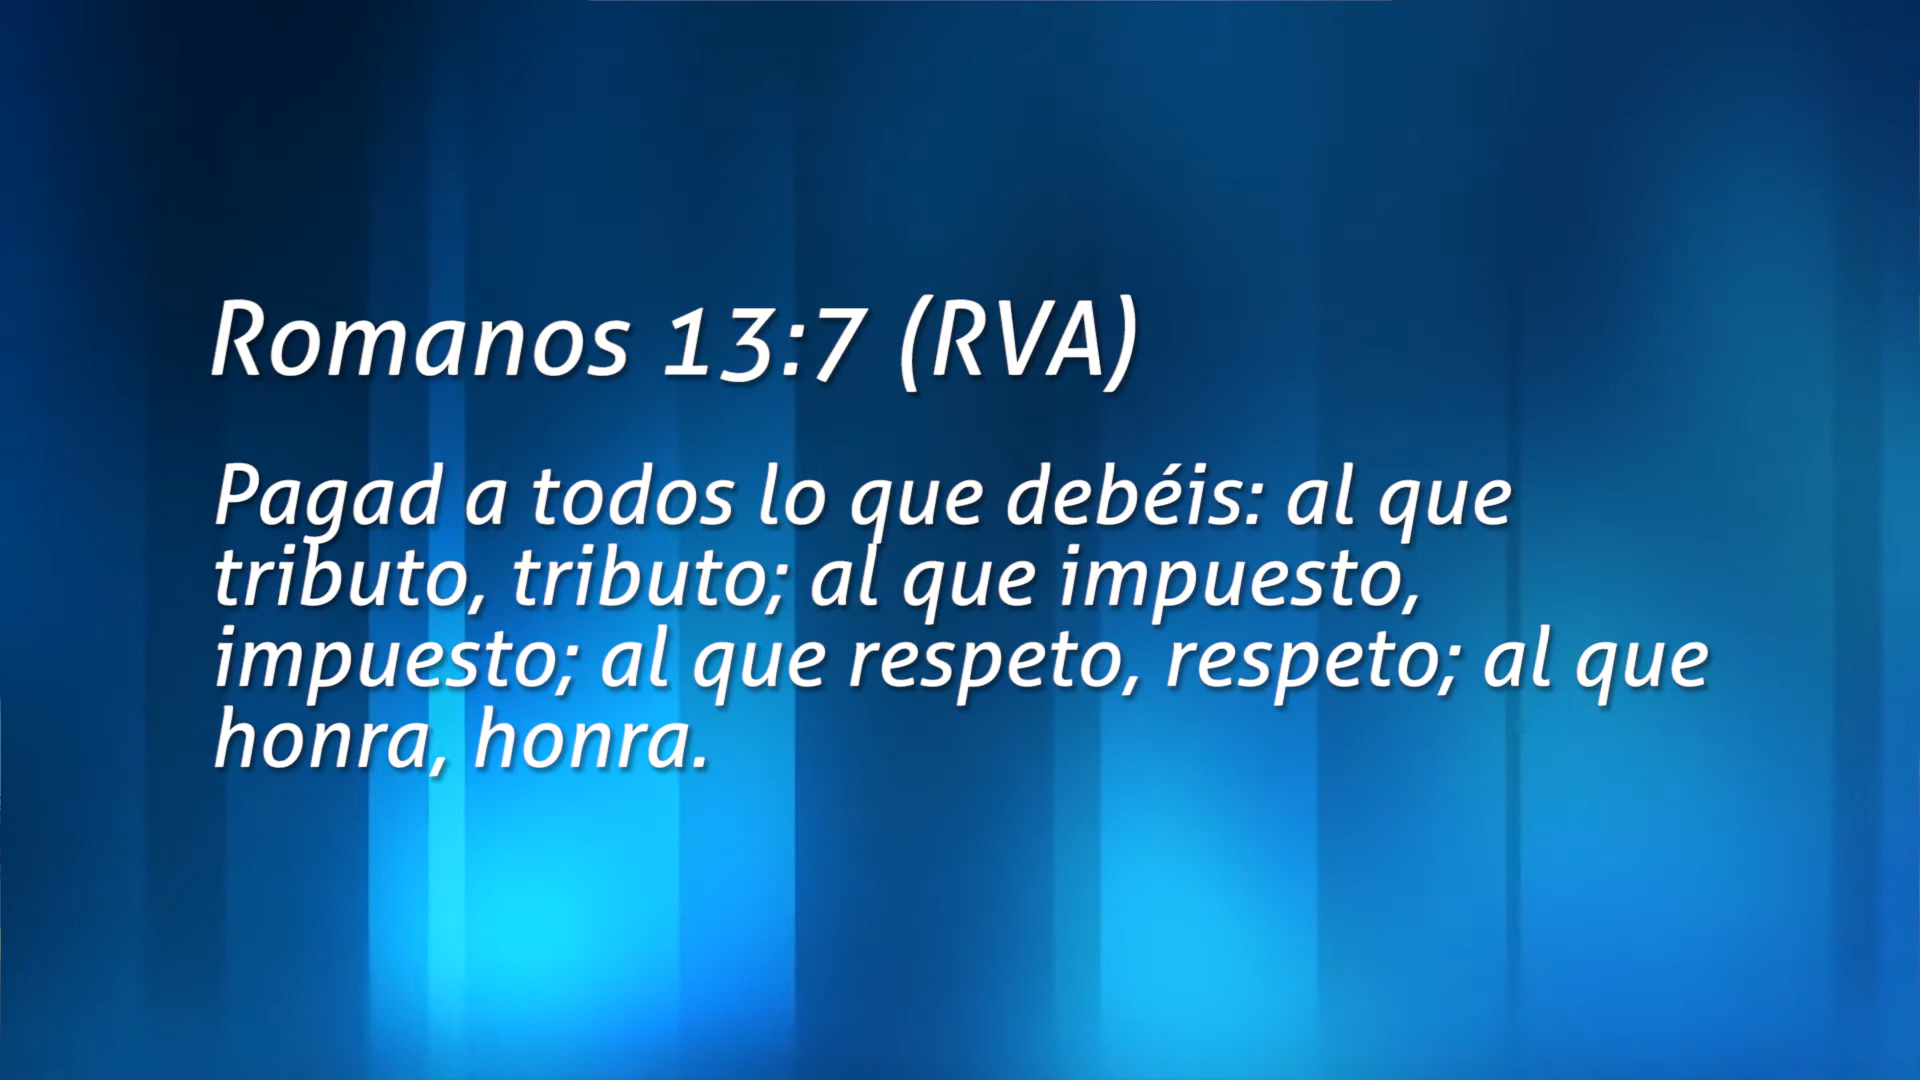 Romanos 13:7 (RVA)
Pagad a todos lo que debéis: al que
tributo, tributo; al que impuesto,
impuesto; al que respeto, respeto; al que
honra, honra.